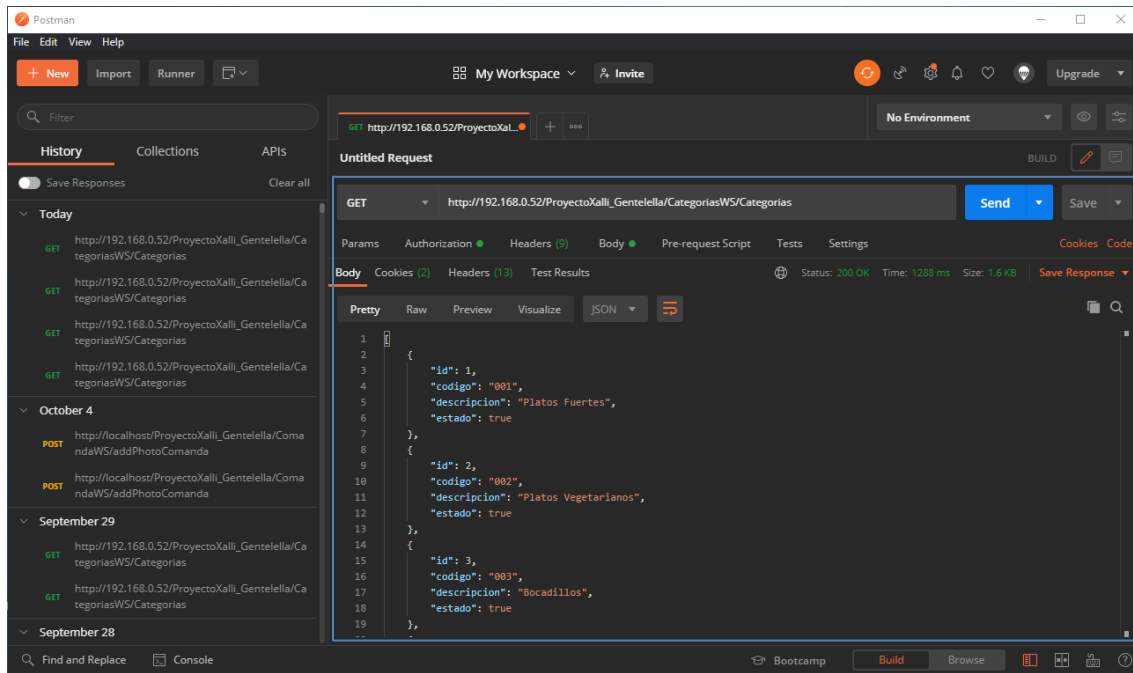 Postman
File Edit View Help
New Import Runner My Workspace Invite Upgrade
Filter
History Collections APIs
Save Responses Clear all
Today
GET http://192.168.0.52/ProyectoXalli_Gentelella/Ca
tegoriasWS/Categorias
GET http://192.168.0.52/ProyectoXalli_Gentelella/Ca
tegoriasWS/Categorias
GET http://192.168.0.52/ProyectoXalli_Gentelella/Ca
tegoriasWS/Categorias
GET http://192.168.0.52/ProyectoXalli_Gentelella/Ca
tegoriasWS/Categorias
October 4
POST http://localhost/ProyectoXalli_Gentelella/Coma
ndaWS/addPhotoComanda
POST http://localhost/ProyectoXalli_Gentelella/Coma
ndaWS/addPhotoComanda
September 29
GET http://192.168.0.52/ProyectoXalli_Gentelella/Ca
tegoriasWS/Categorias
GET http://192.168.0.52/ProyectoXalli_Gentelella/Ca
tegoriasWS/Categorias
September 28
GET http://192.168.0.52/ProyectoXal... No Environment
Untitled Request BUILD
GET http://192.168.0.52/ProyectoXalli_Gentelella/CategoriasWS/Categorias Send Save
Params Authorization Headers (9) Body Pre-request Script Tests Settings Cookies Code
Body Cookies (2) Headers (13) Test Results Status: 200 OK Time: 1288 ms Size: 1.6 KB Save Response
Pretty Raw Preview Visualize JSON
1 [
2 {
3 "id": 1,
4 "codigo": "001",
5 "descripcion": "Platos Fuertes",
6 "estado": true
7 },
8 {
9 "id": 2,
10 "codigo": "002",
11 "descripcion": "Platos Vegetarianos",
12 "estado": true
13 },
14 {
15 "id": 3,
16 "codigo": "003",
17 "descripcion": "Bocadillos",
18 "estado": true
19 },
Find and Replace Console Bootcamp Build Browse